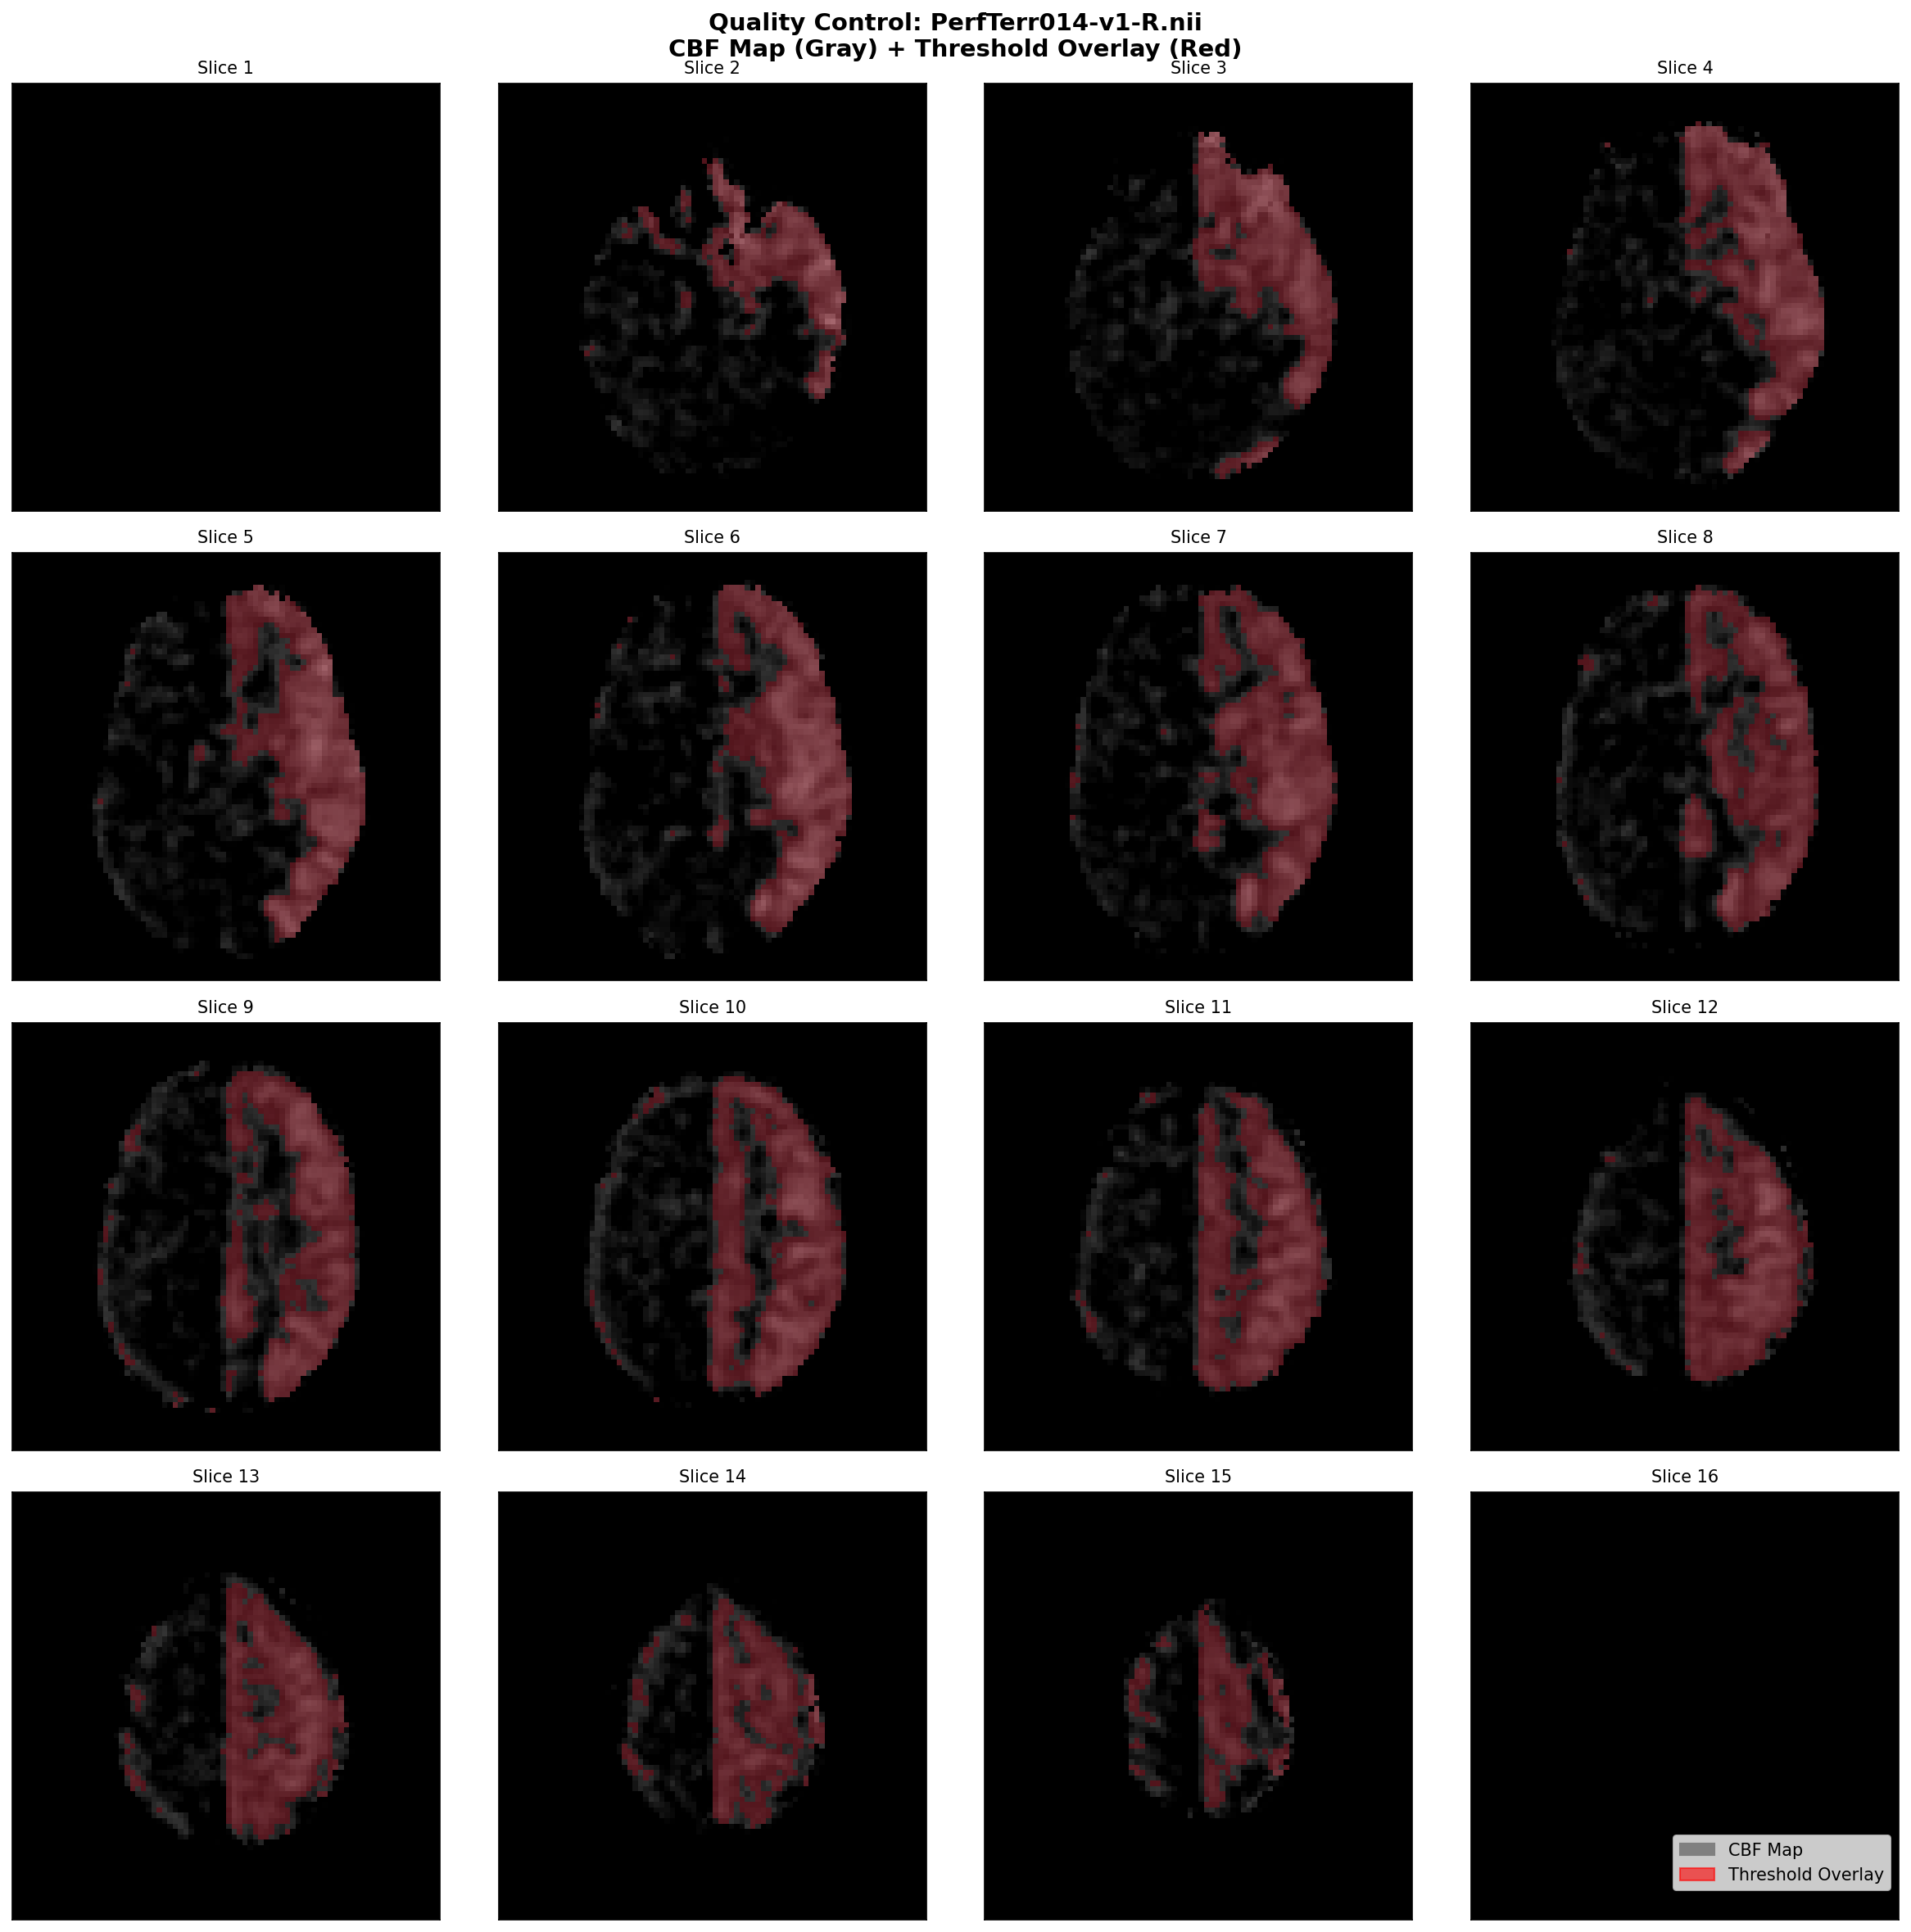 Quality Control: PerfTerr014-v1-R.nii
CBF Map (Gray) + Threshold Overlay (Red)
Slice 1
Slice 2
Slice 3
Slice 4
Slice 5
Slice 6
Slice 7
Slice 8
Slice 9
Slice 10
Slice 11
Slice 12
Slice 13
Slice 14
Slice 15
Slice 16
CBF Map
Threshold Overlay